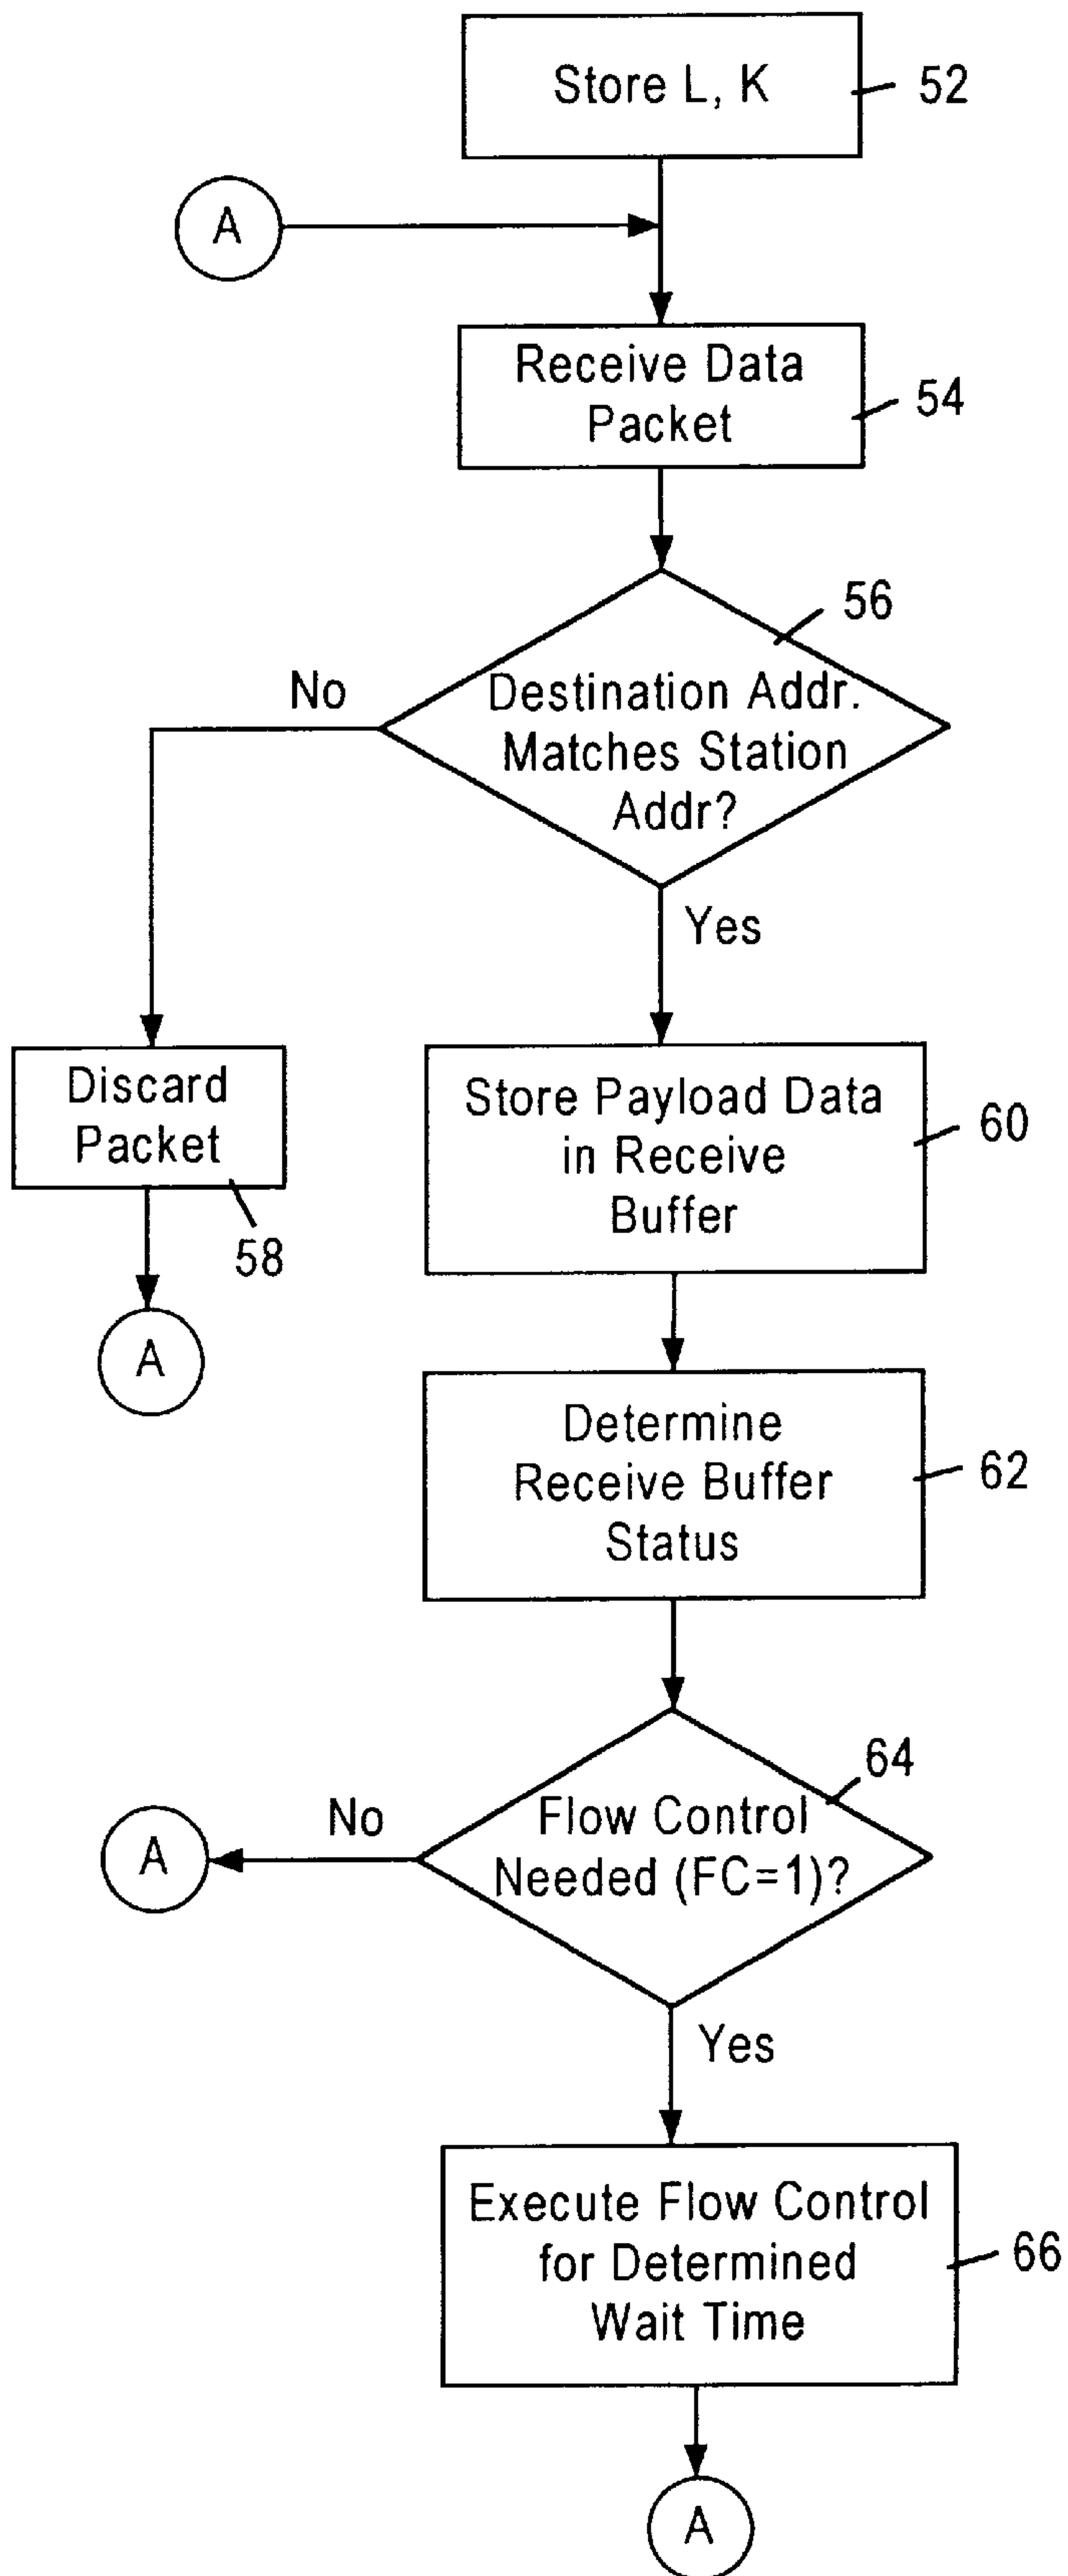 Store L, K
52
A
Receive Data
Packet
54
56
Destination Addr.
Matches Station
Addr?
No
Yes
Discard
Packet
58
A
Store Payload Data
in Receive
Buffer
60
Determine
Receive Buffer
Status
62
64
Flow Control
Needed (FC=1)?
No
A
Yes
Execute Flow Control
for Determined
Wait Time
66
A